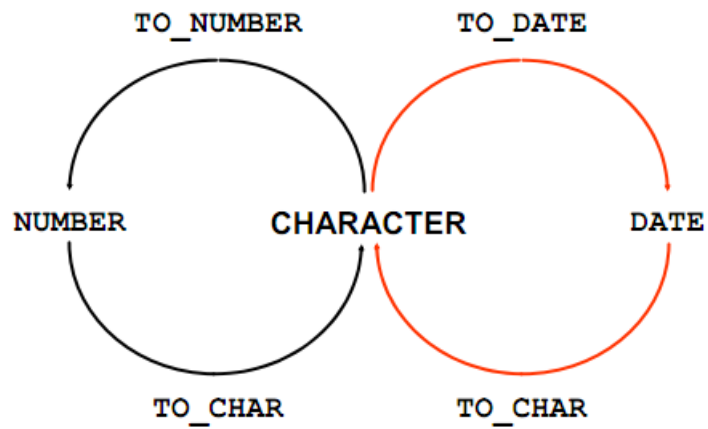 TO_NUMBER
TO_DATE
NUMBER
CHARACTER
DATE
TO_CHAR
TO_CHAR